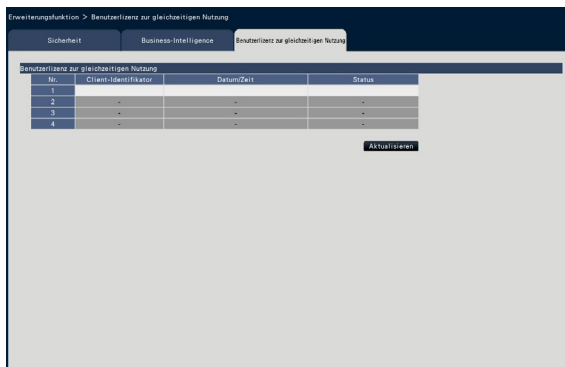 Erweiterungsfunktion > Benutzerlizenz zur gleichzeitigen Nutzung
Sicherheit Business-Intelligence Benutzerlizenz zur gleichzeitigen Nutzung
Benutzerlizenz zur gleichzeitigen Nutzung
Nr. Client-Identifikator Datum/Zeit Status
1
2 - - -
3 - - -
4 - - -
Aktualisieren